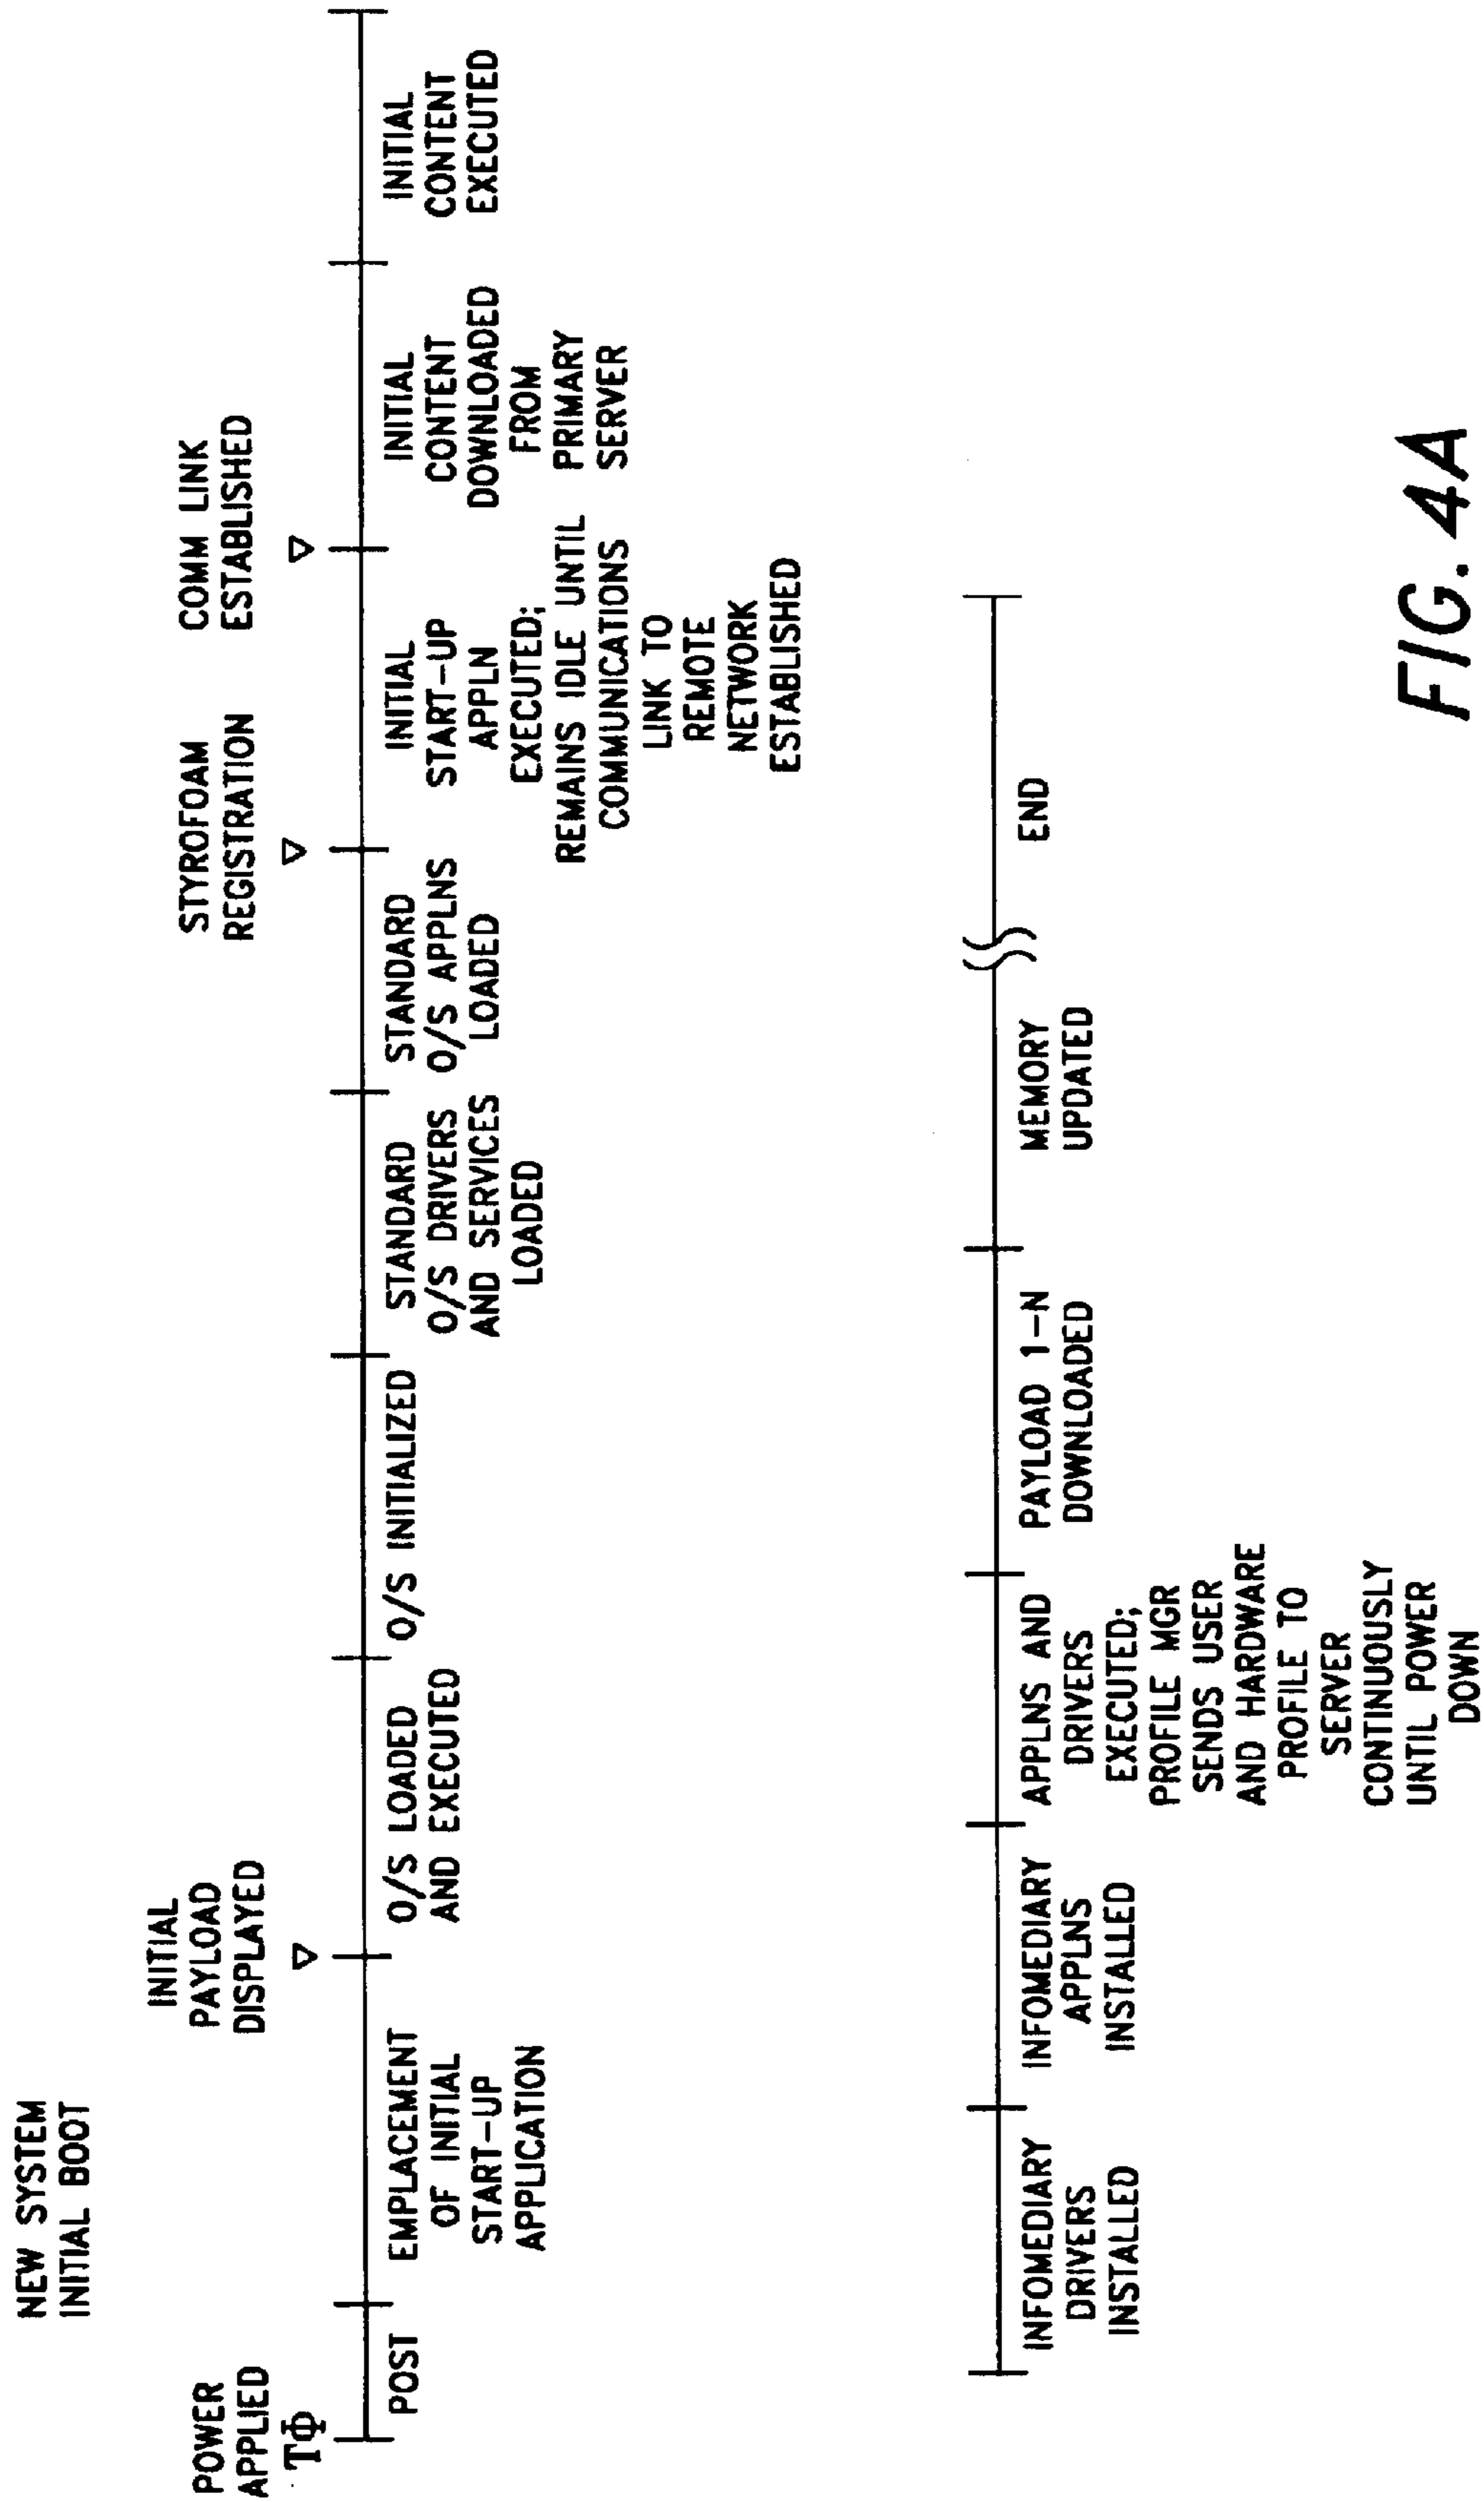 NEW SYSTEM
INITIAL BOOT
POWER
APPLIED
TΦ
INITIAL
PAYLOAD
DISPLAYED
STYROFOAM
REGISTRATION
COMM LINK
ESTABLISHED
POST
EMPLACEMENT
OF INITIAL
START-UP
APPLICATION
O/S LOADED
AND EXECUTED
O/S INITIALIZED
STANDARD
O/S DRIVERS
AND SERVICES
LOADED
STANDARD
O/S APPLNS
LOADED
INITIAL
START-UP
APPLN
EXECUTED;
REMAINS IDLE UNTIL
COMMUNICATIONS
LINK TO
REMOTE
NETWORK
ESTABLISHED
INITIAL
CONTENT
DOWNLOADED
FROM
PRIMARY
SERVER
INITIAL
CONTENT
EXECUTED
INFOMEDIARY
DRIVERS
INSTALLED
INFOMEDIARY
APPLNS
INSTALLED
APPLNS AND
DRIVERS
EXECUTED;
PROFILE MGR
SENDS USER
AND HARDWARE
PROFILE TO
SERVER
CONTINUOUSLY
UNTIL POWER
DOWN
PAYLOAD 1-N
DOWNLOADED
MEMORY
UPDATED
END
FIG. 4A